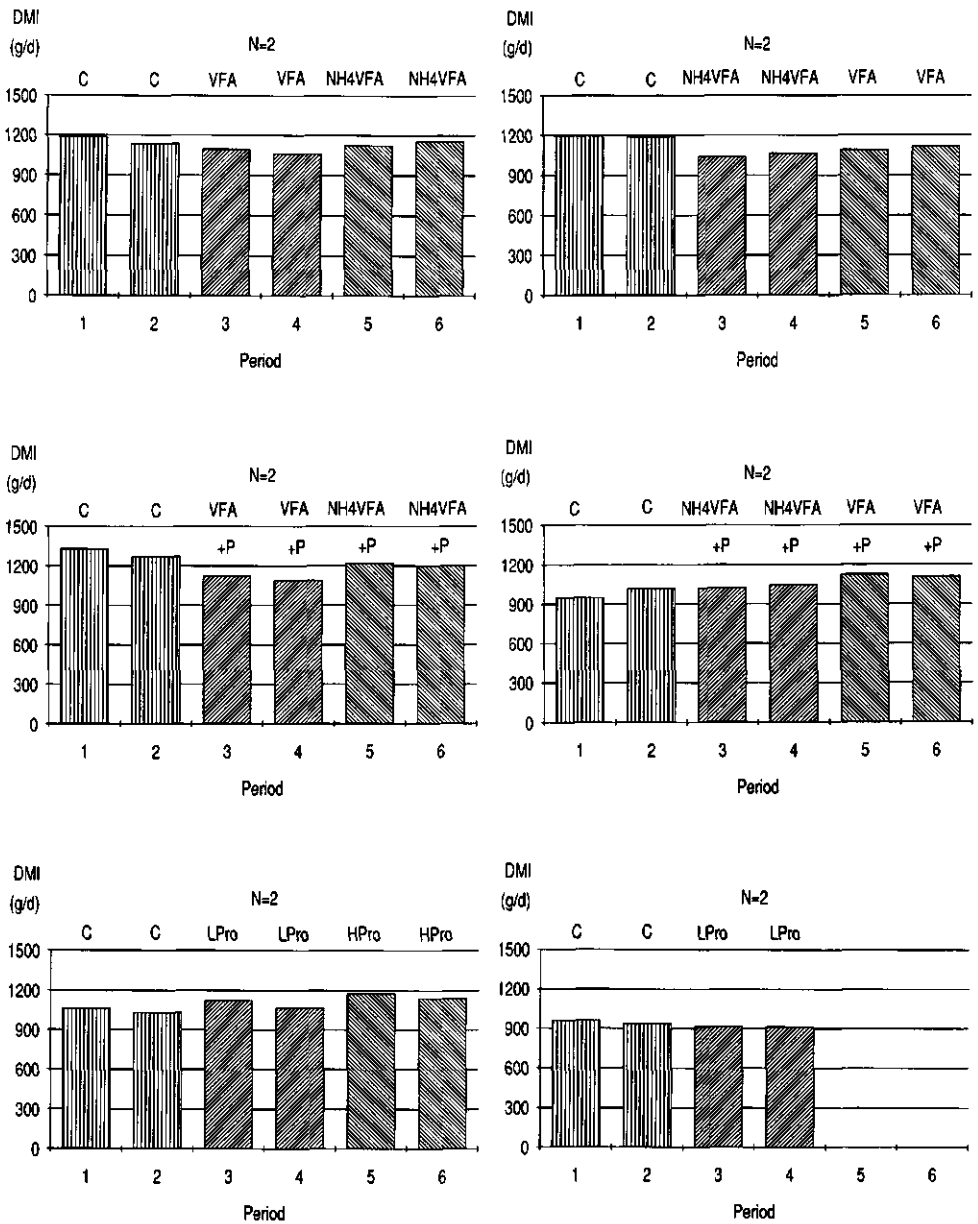 DMI
(g/d)
N=2
C C VFA VFA NH4VFA NH4VFA
1500
1200
900
600
300
0
1 2 3 4 5 6
Period
DMI
(g/d)
N=2
C C NH4VFA NH4VFA VFA VFA
1500
1200
900
600
300
0
1 2 3 4 5 6
Period
DMI
(g/d)
N=2
C C VFA VFA NH4VFA NH4VFA
+P +P +P +P
1500
1200
900
600
300
0
1 2 3 4 5 6
Period
DMI
(g/d)
N=2
C C NH4VFA NH4VFA VFA VFA
+P +P +P +P
1500
1200
900
600
300
0
1 2 3 4 5 6
Period
DMI
(g/d)
N=2
C C LPro LPro HPro HPro
1500
1200
900
600
300
0
1 2 3 4 5 6
Period
DMI
(g/d)
N=2
C C LPro LPro
1500
1200
900
600
300
0
1 2 3 4 5 6
Period